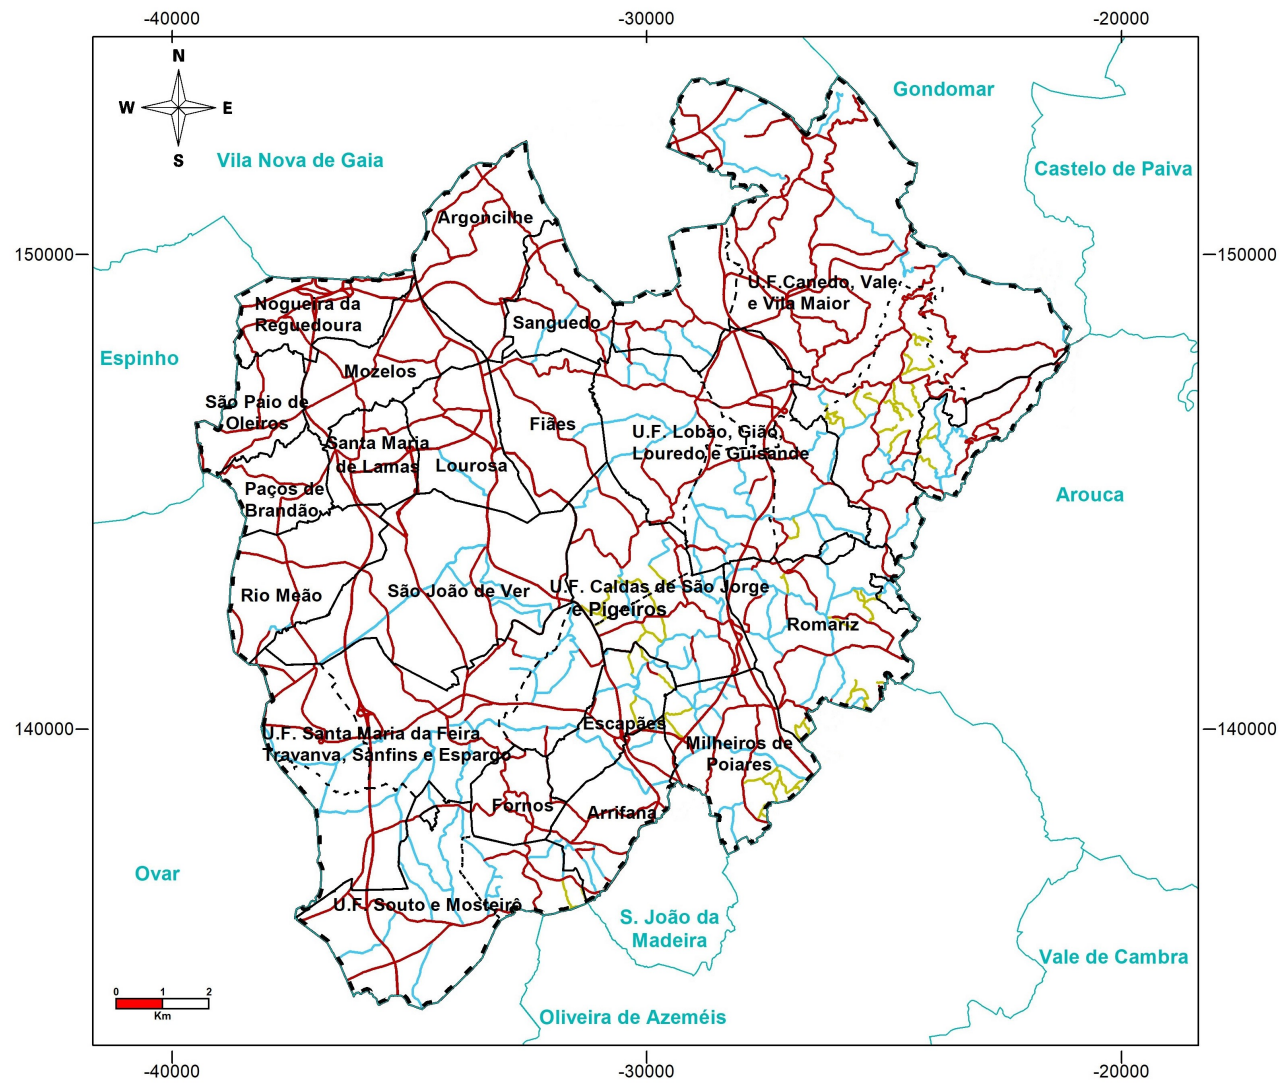 -40000
-30000
-20000
N
W
E
S
Gondomar
Vila Nova de Gaia
Castelo de Paiva
Argoncilhe
150000
150000
U.F.Canedo, Vale
e Vila Maior
Nogueira da
Reguedoura
Sanguedo
Espinho
Mozelos
São Paio de
Oleiros
Fiães
U.F. Lobão, Gião,
Louredo e Guisande
Santa Maria
de Lamas
Lourosa
Paços de
Brandão
Arouca
Rio Meão
São João de Ver
U.F. Caldas de São Jorge
e Pigeiros
Romariz
140000
140000
Escapães
U.F. Santa Maria da Feira
Travanva, Sanfins e Espargo
Milheiros de
Poiares
Fornos
Arrifana
Ovar
U.F. Souto e Mosteirô
S. João da
Madeira
Vale de Cambra
0 1 2
Km
Oliveira de Azeméis
-40000
-30000
-20000